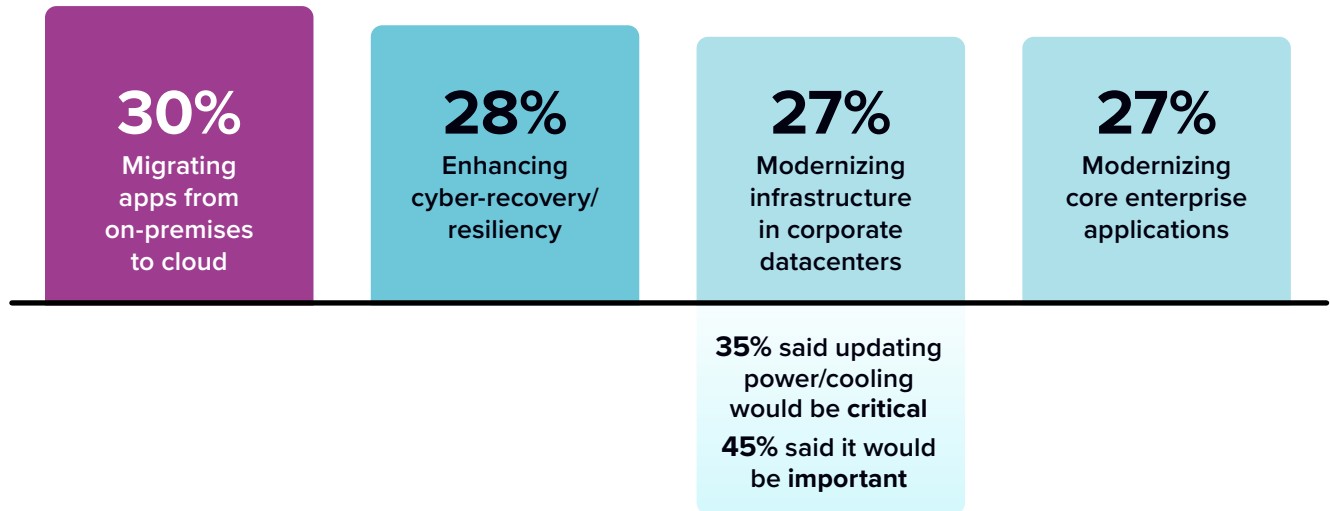 30%
Migrating
apps from
on-premises
to cloud
28%
Enhancing
cyber-recovery/
resiliency
27%
Modernizing
infrastructure
in corporate
datacenters
35% said updating
power/cooling
would be critical
45% said it would
be important
27%
Modernizing
core enterprise
applications